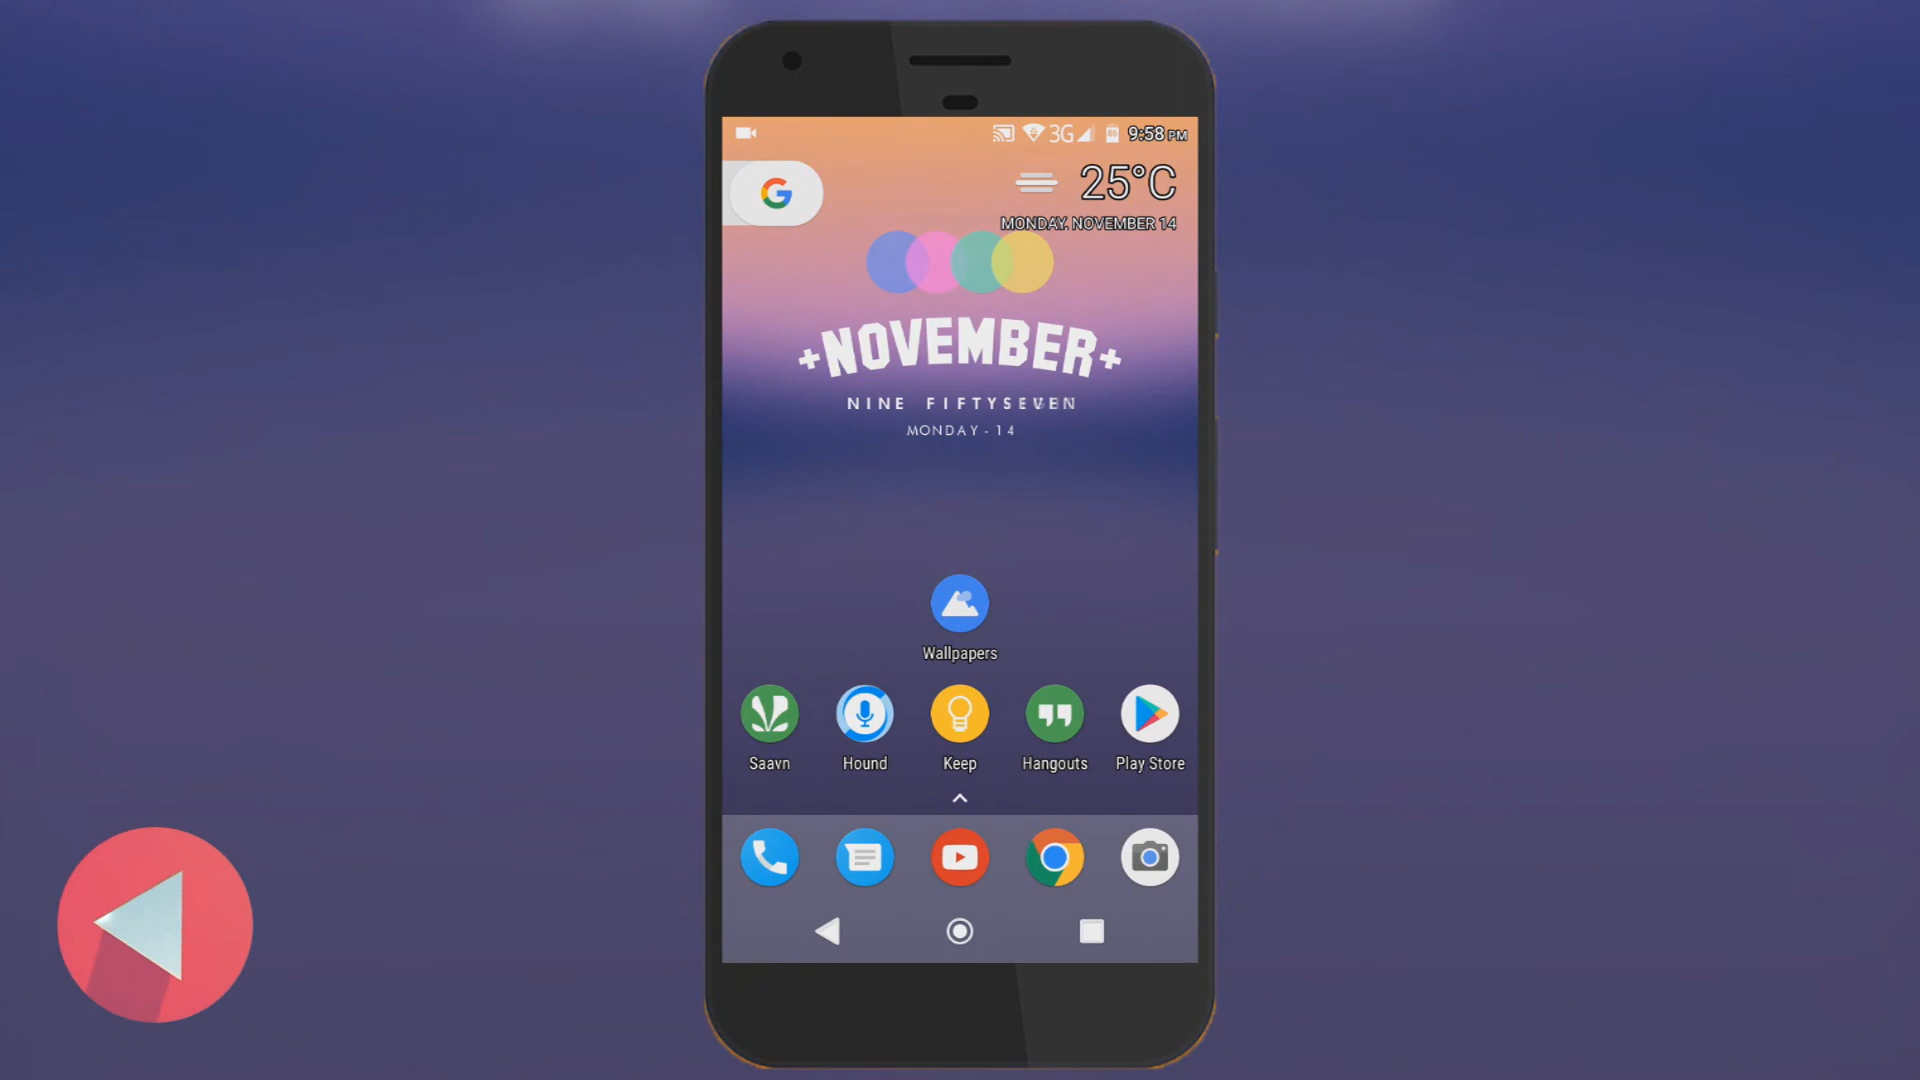 3G 9:58 PM
G
25°C
MONDAY, NOVEMBER 14
+NOVEMBER+
NINE FIFTYSEVEN
MONDAY - 14
Wallpapers
Saavn Hound Keep Hangouts Play Store